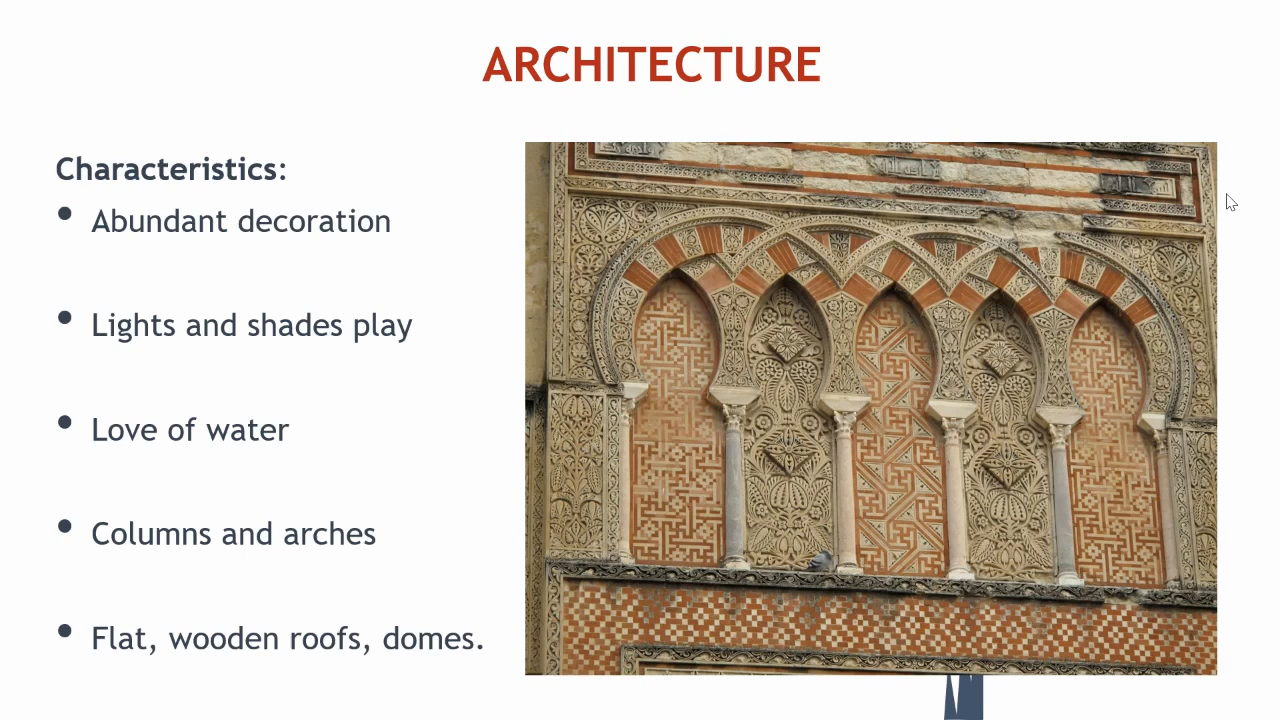 ARCHITECTURE
Characteristics:
• Abundant decoration
• Lights and shades play
• Love of water
• Columns and arches
• Flat, wooden roofs, domes.